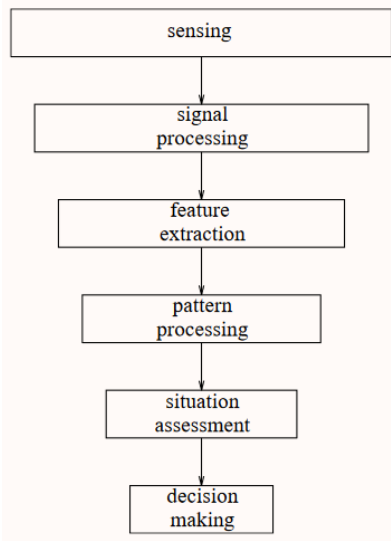 sensing
signal
processing
feature
extraction
pattern
processing
situation
assessment
decision
making